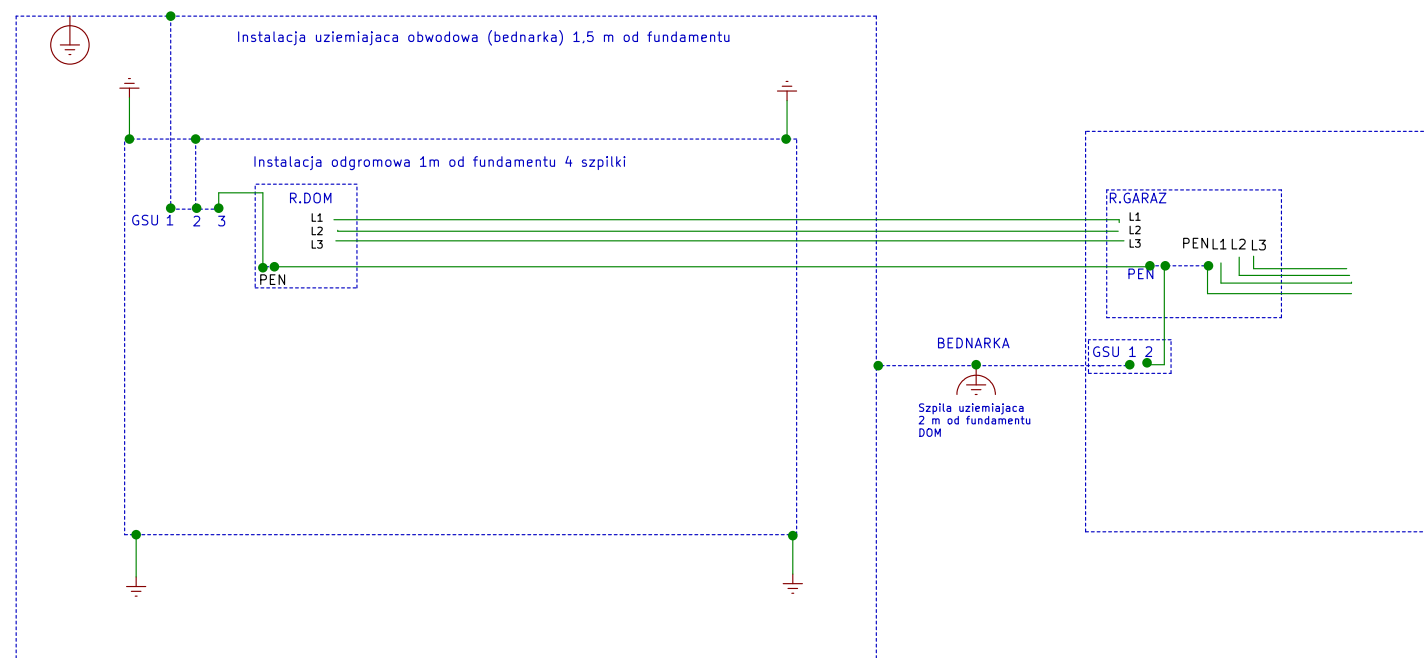 Instalacja uziemiajaca obwodowa (bednarka) 1,5 m od fundamentu
Instalacja odgromowa 1m od fundamentu 4 szpilki
R.DOM
L1
L2
L3
GSU 1 2 3
PEN
R.GARAZ
L1
L2
L3
PEN L1 L2 L3
PEN
BEDNARKA
GSU 1 2
Szpila uziemiajaca
2 m od fundamentu
DOM